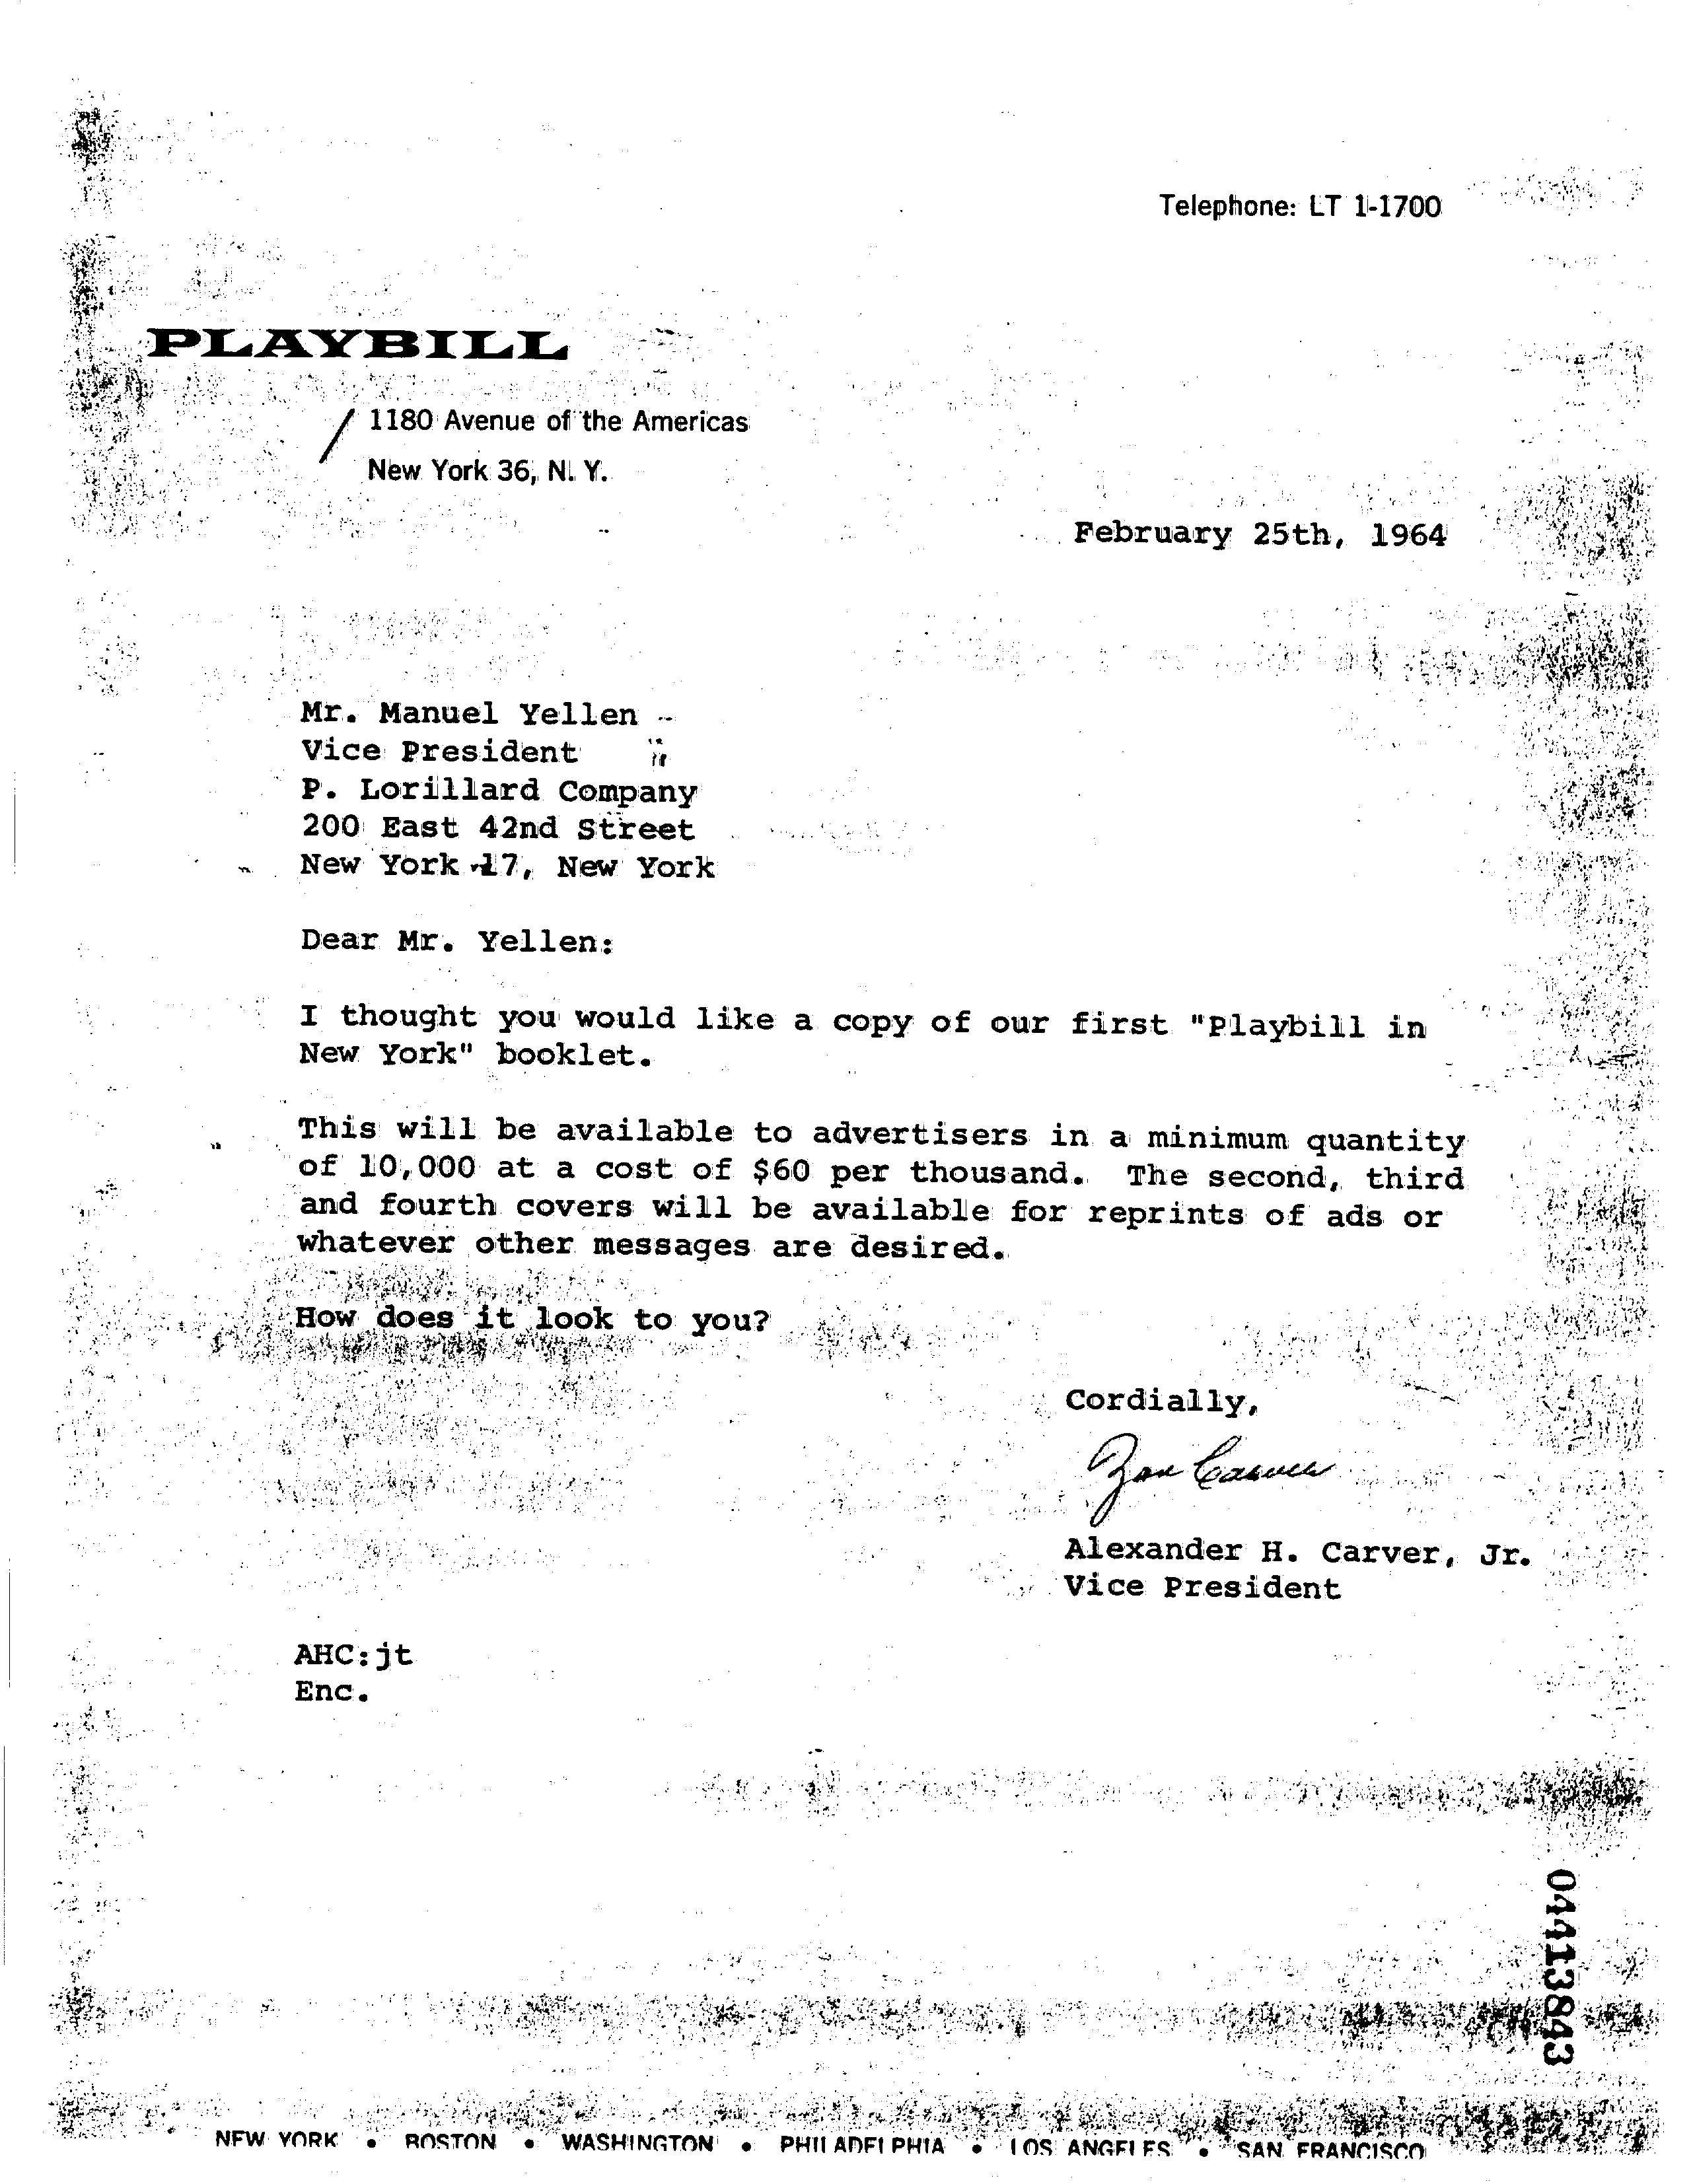 Telephone: LT 1-1700
PLAYBILL
/ 1180 Avenue of the Americas
New York 36, N. Y.
February 25th, 1964
Mr. Manuel Yellen
Vice President
P. Lorillard Company
200 East 42nd Street
New York 17, New York
Dear Mr. Yellen:
I thought you would like a copy of our first "Playbill in
New York" booklet.
This will be available to advertisers in a minimum quantity
of 10,000 at a cost of $60 per thousand. The second, third
and fourth covers will be available for reprints of ads or
whatever other messages are desired.
How does it look to you?
Cordially,
Zan Carver
Alexander H. Carver, Jr.
Vice President
AHC:jt
Enc.
04413843
NEW YORK • BOSTON • WASHINGTON • PHILADELPHIA • LOS ANGELES • SAN FRANCISCO